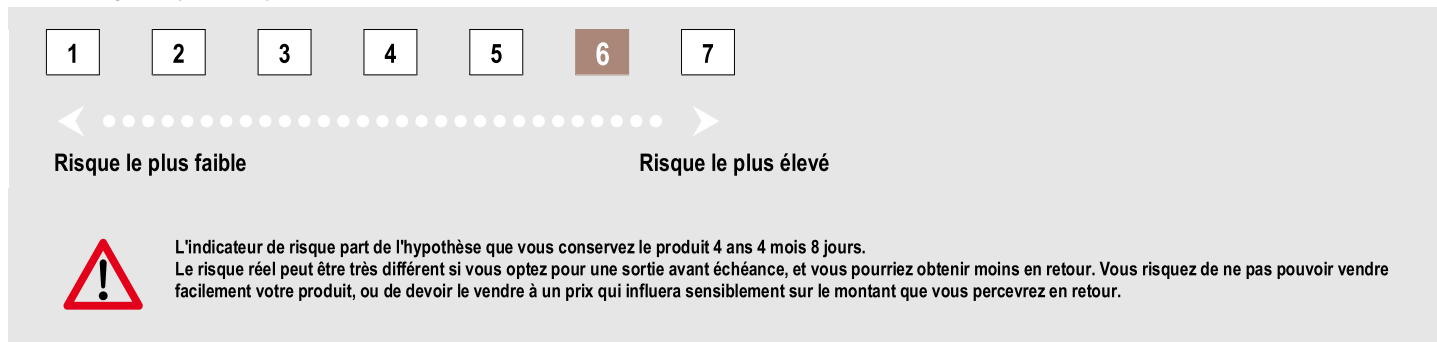 1 2 3 4 5 6 7
Risque le plus faible Risque le plus élevé
L'indicateur de risque part de l'hypothèse que vous conservez le produit 4 ans 4 mois 8 jours.
Le risque réel peut être très différent si vous optez pour une sortie avant échéance, et vous pourriez obtenir moins en retour. Vous risquez de ne pas pouvoir vendre
facilement votre produit, ou de devoir le vendre à un prix qui influera sensiblement sur le montant que vous percevrez en retour.